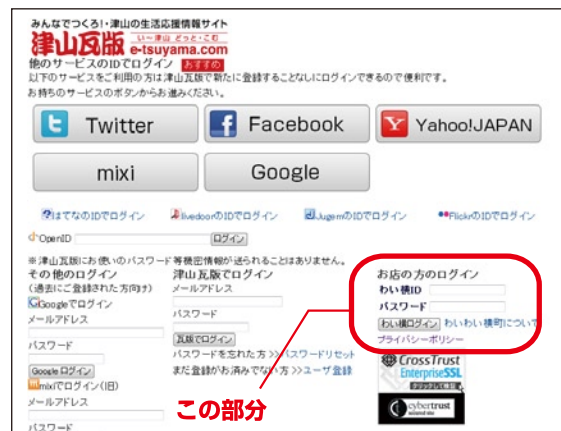 みんなでつくろう!・津山の生活応援情報サイト
津山瓦版
い〜津山 どっと・こむ
e-tsuyama.com
他のサービスのIDでログイン おすすめ
以下のサービスをご利用の方は津山瓦版で新たに登録することなしにログインできるので便利です。
お持ちのサービスのボタンからお進みください。
Twitter
Facebook
Yahoo!JAPAN
mixi
Google
はてなのIDでログイン
livedoorのIDでログイン
JugemのIDでログイン
FlickrのIDでログイン
OpenID ログイン
※津山瓦版にお使いのパスワード等機密情報が送られることはありません。
その他のログイン
(過去にご登録された方向け)
Googleでログイン
メールアドレス
パスワード
Googleログイン
mixiでログイン(旧)
メールアドレス
パスワード
津山瓦版でログイン
メールアドレス
パスワード
瓦版でログイン
パスワードを忘れた方>>パスワードリセット
まだ登録がお済みでない方>>ユーザ登録
お店の方のログイン
わい横ID
パスワード
わい横ログイン わいわい横町について
プライバシーポリシー
CrossTrust
EnterpriseSSL
クリックして検証
cybertrust
この部分